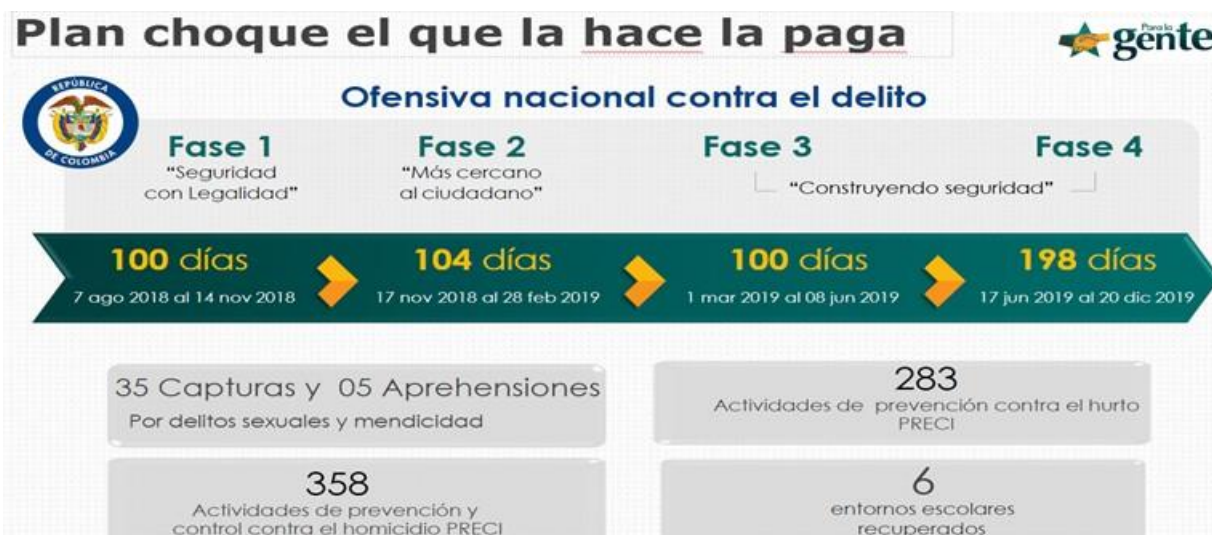 Plan choque el que la hace la paga
Para la
gente
REPÚBLICA
DE COLOMBIA
Ofensiva nacional contra el delito
Fase 1
"Seguridad
con Legalidad"
Fase 2
"Más cercano
al ciudadano"
Fase 3
Fase 4
"Construyendo seguridad"
100 días
7 ago 2018 al 14 nov 2018
104 días
17 nov 2018 al 28 feb 2019
100 días
1 mar 2019 al 08 jun 2019
198 días
17 jun 2019 al 20 dic 2019
35 Capturas y 05 Aprehensiones
Por delitos sexuales y mendicidad
283
Actividades de prevención contra el hurto
PRECI
358
Actividades de prevención y
control contra el homicidio PRECI
6
entornos escolares
recuperados